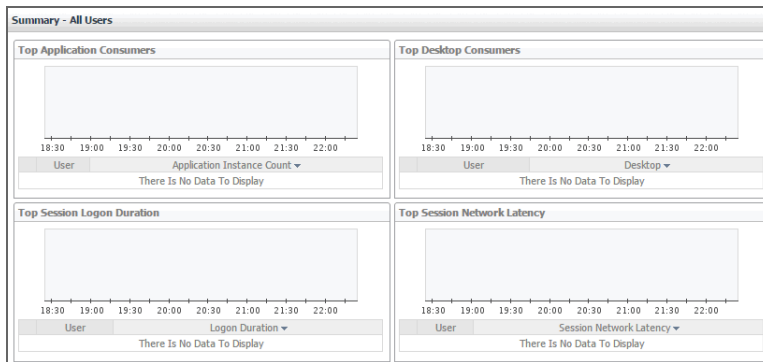 Summary - All Users
Top Application Consumers
18:30 19:00 19:30 20:00 20:30 21:00 21:30 22:00
User Application Instance Count
There Is No Data To Display
Top Desktop Consumers
18:30 19:00 19:30 20:00 20:30 21:00 21:30 22:00
User Desktop
There Is No Data To Display
Top Session Logon Duration
18:30 19:00 19:30 20:00 20:30 21:00 21:30 22:00
User Logon Duration
There Is No Data To Display
Top Session Network Latency
18:30 19:00 19:30 20:00 20:30 21:00 21:30 22:00
User Session Network Latency
There Is No Data To Display